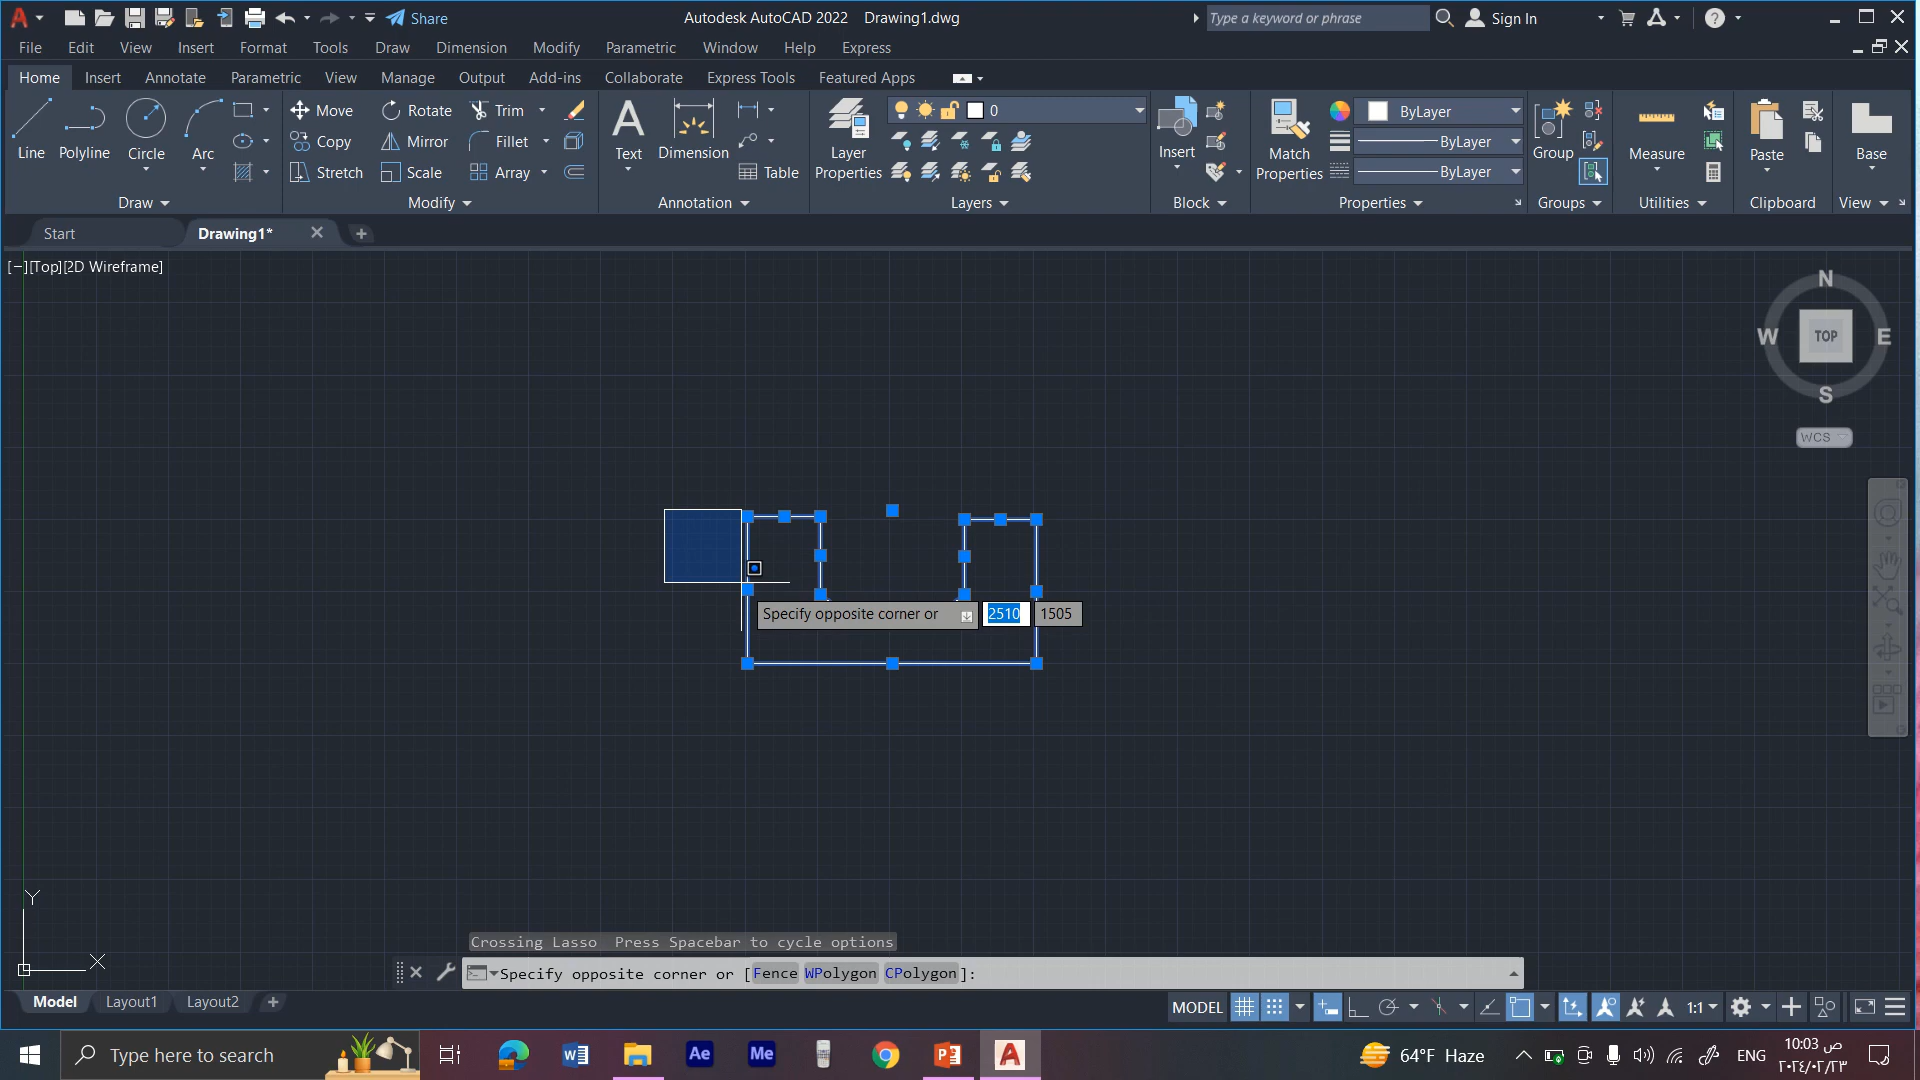 Share
Autodesk AutoCAD 2022 Drawing1.dwg
Type a keyword or phrase
Sign In
File Edit View Insert Format Tools Draw Dimension Modify Parametric Window Help Express
Home Insert Annotate Parametric View Manage Output Add-ins Collaborate Express Tools Featured Apps
Line Polyline Circle Arc
Move Rotate Trim
Copy Mirror Fillet
Stretch Scale Array
Text Dimension Table
Layer Properties
0
Insert
Match Properties
ByLayer
ByLayer
ByLayer
Group
Measure
Paste
Base
Draw Modify Annotation Layers Block Properties Groups Utilities Clipboard View
Start Drawing1*
[−][Top][2D Wireframe]
N
W TOP E
S
WCS
Specify opposite corner or 2510 1505
Y
X
Crossing Lasso Press Spacebar to cycle options
Specify opposite corner or [Fence WPolygon CPolygon]:
Model Layout1 Layout2
MODEL 1:1
Type here to search
Ae Me
64°F Haze
ENG
10:03 ص
٢٠٢٤/٠٢/٢٣